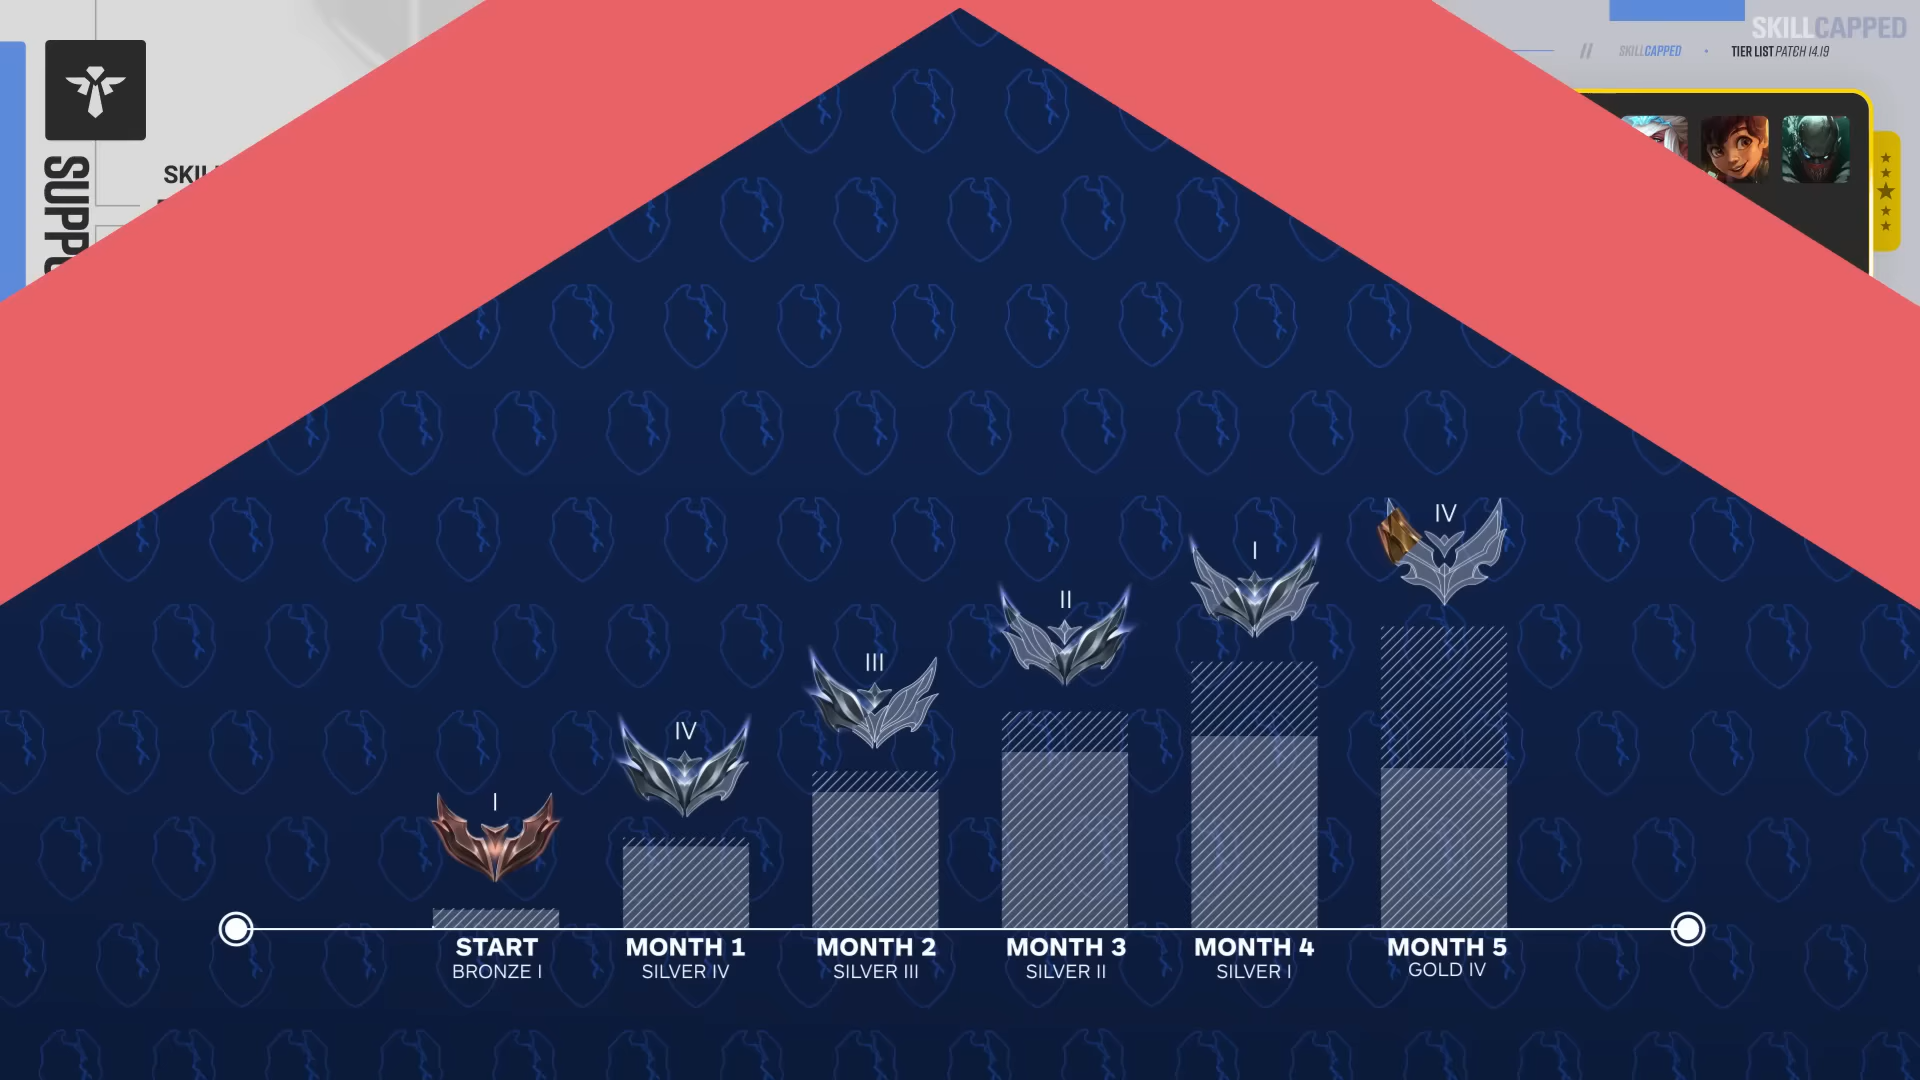 SKILLCAPPED
// SKILLCAPPED • TIER LIST PATCH 14.19
I
IV
III
II
I
IV
START
BRONZE I
MONTH 1
SILVER IV
MONTH 2
SILVER III
MONTH 3
SILVER II
MONTH 4
SILVER I
MONTH 5
GOLD IV